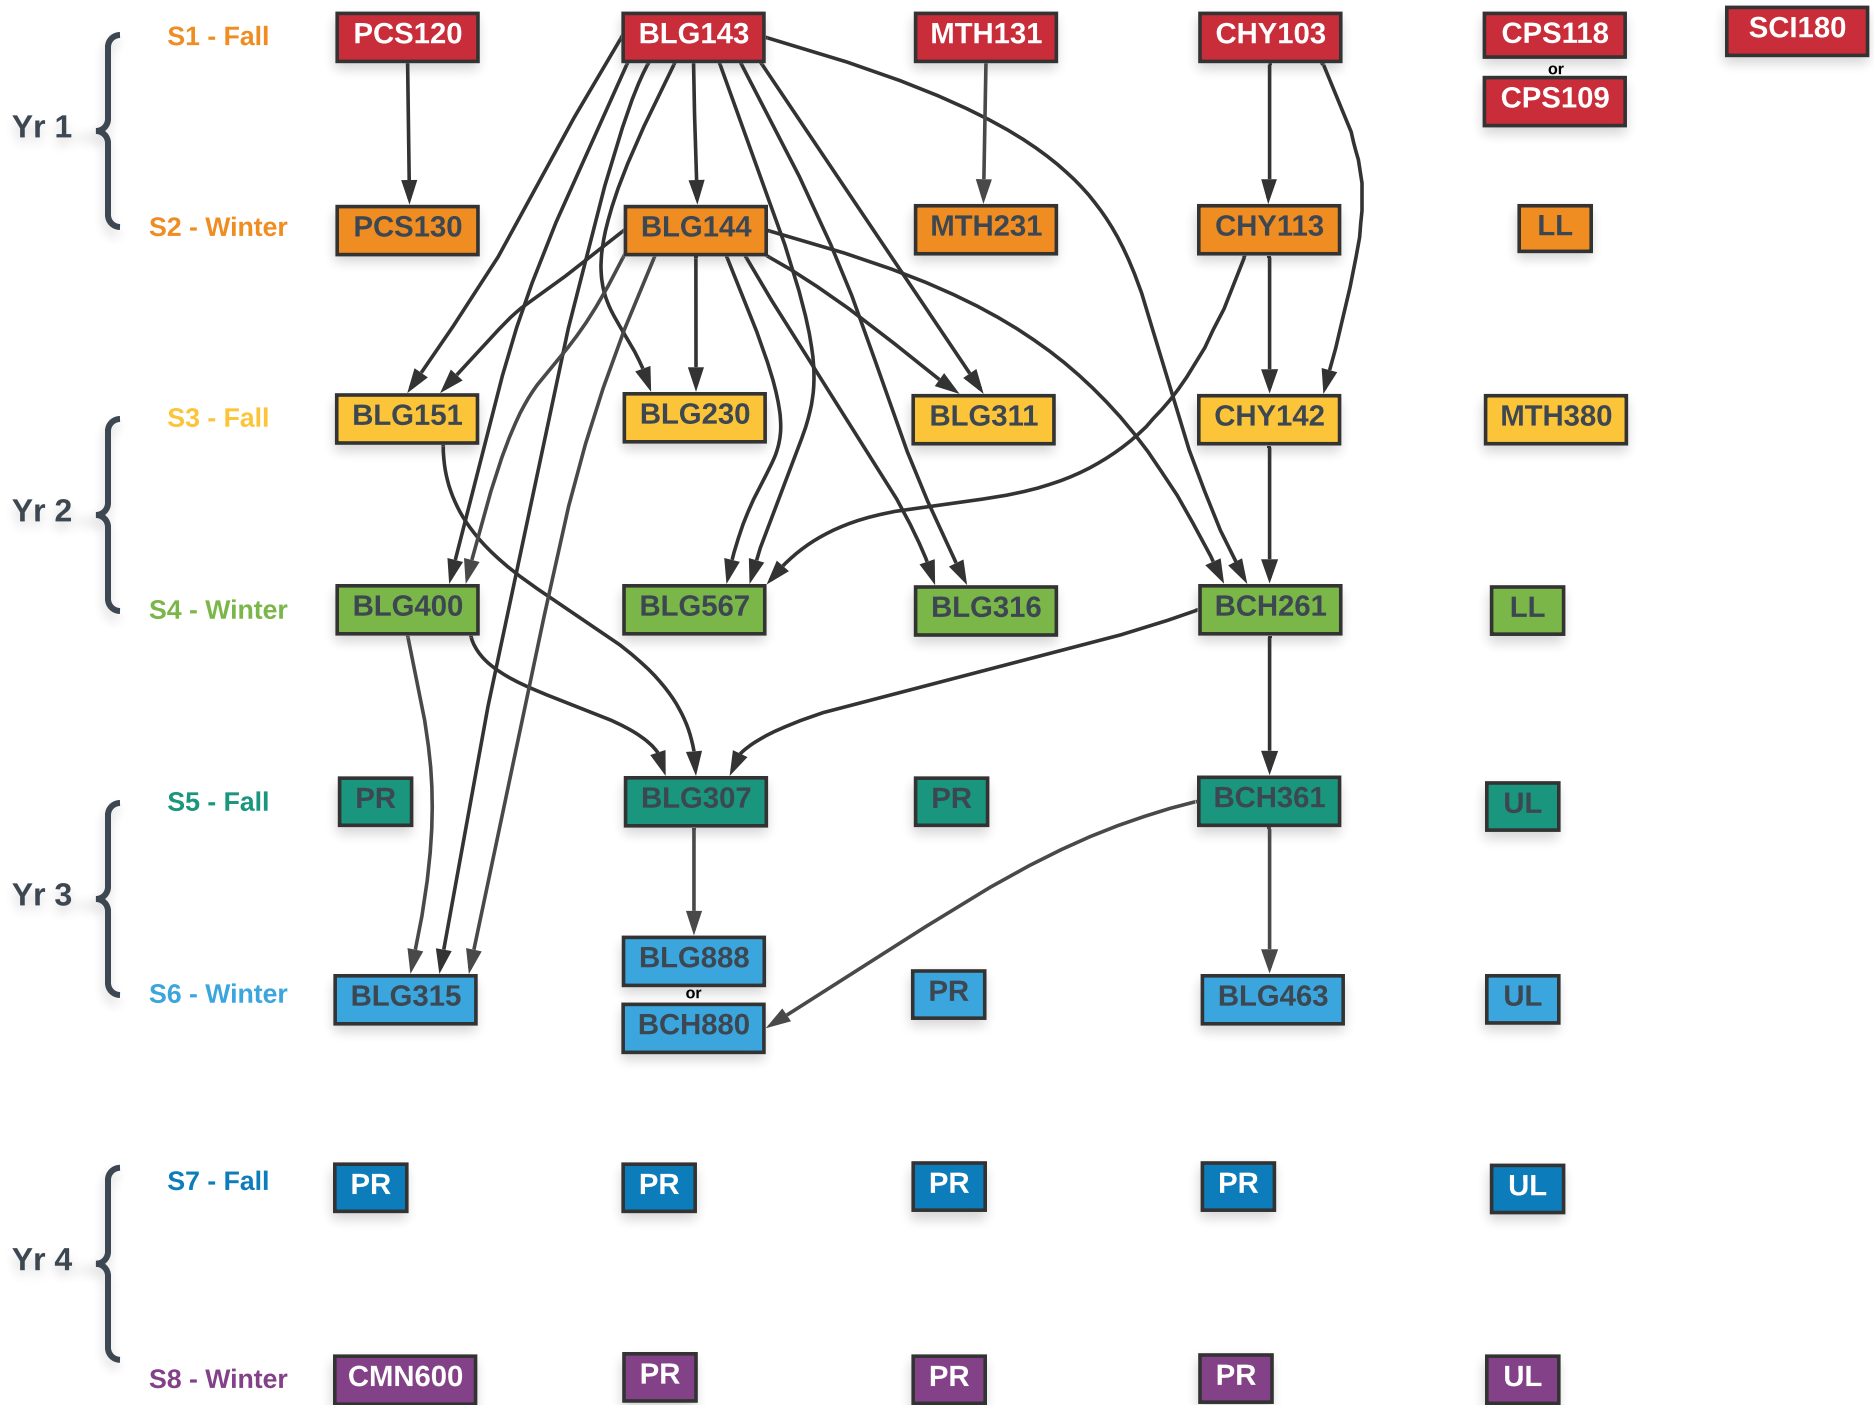 S1 - Fall
PCS120
BLG143
MTH131
CHY103
CPS118
or
CPS109
SCI180
Yr 1
S2 - Winter
PCS130
BLG144
MTH231
CHY113
LL
S3 - Fall
BLG151
BLG230
BLG311
CHY142
MTH380
Yr 2
S4 - Winter
BLG400
BLG567
BLG316
BCH261
LL
S5 - Fall
PR
BLG307
PR
BCH361
UL
Yr 3
S6 - Winter
BLG315
BLG888
or
BCH880
PR
BLG463
UL
S7 - Fall
PR
PR
PR
PR
UL
Yr 4
S8 - Winter
CMN600
PR
PR
PR
UL